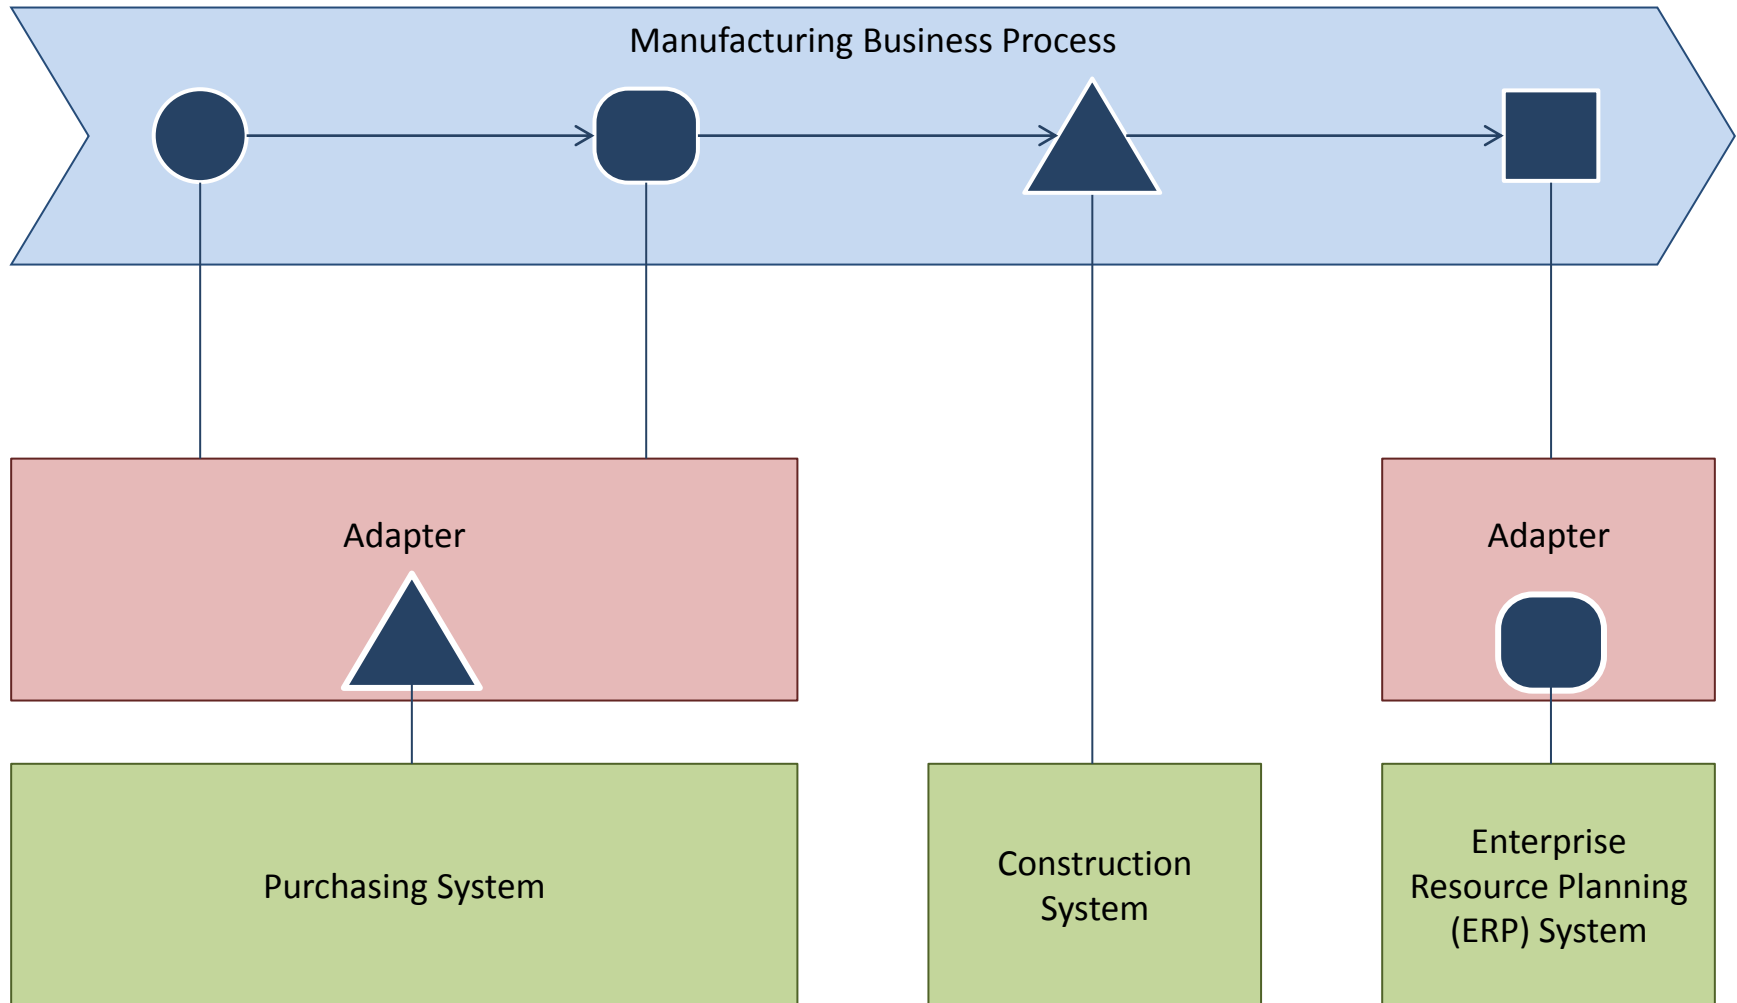 Manufacturing Business Process
Adapter
Adapter
Purchasing System
Construction
System
Enterprise
Resource Planning
(ERP) System